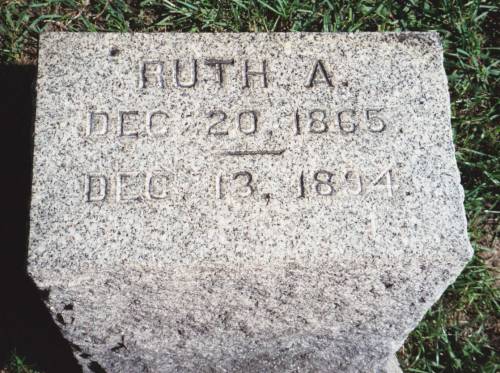 RUTH A.
DEC 20, 1865
DEC 13, 1894